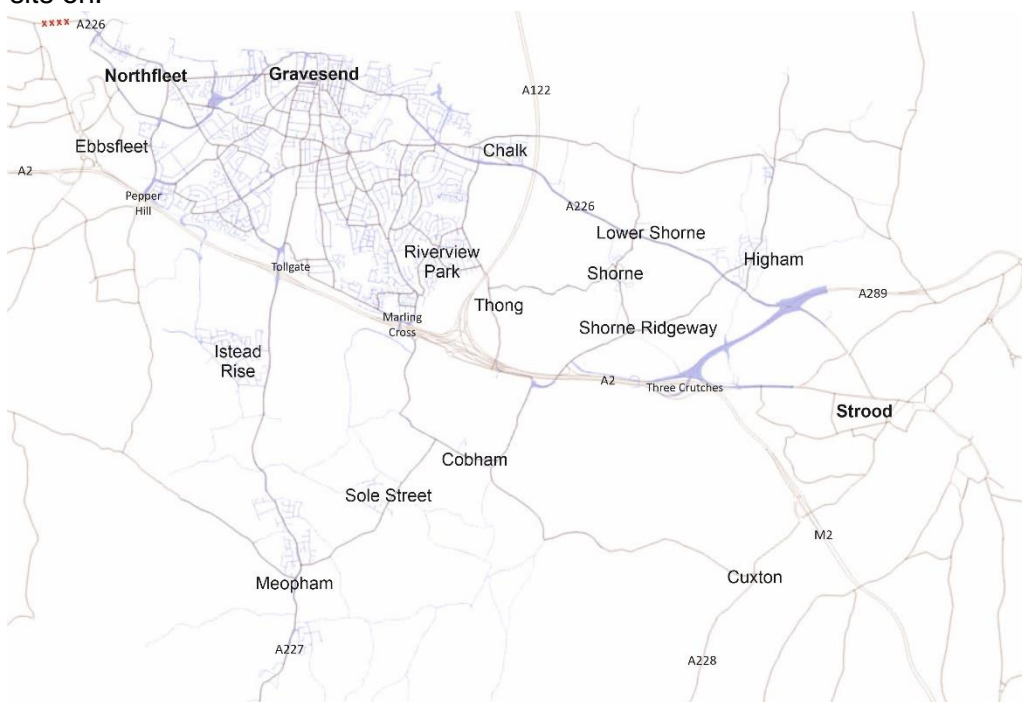 site on.
xxxx A226
Northfleet
Gravesend
A122
Ebbsfleet
Chalk
A2
Pepper
Hill
A226
Lower Shorne
Riverview
Park
Higham
Tollgate
Shorne
A289
Thong
Marling
Cross
Shorne Ridgeway
Istead
Rise
A2
Three Crutches
Strood
Cobham
Sole Street
M2
Meopham
Cuxton
A227
A228